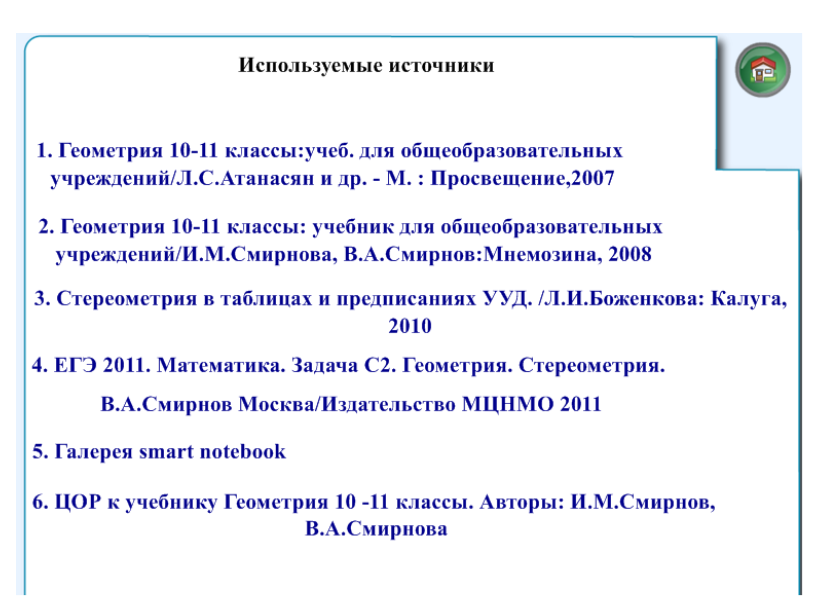 Используемые источники
1. Геометрия 10-11 классы:учеб. для общеобразовательных
учреждений/Л.С.Атанасян и др. - М. : Просвещение,2007
2. Геометрия 10-11 классы: учебник для общеобразовательных
учреждений/И.М.Смирнова, В.А.Смирнов:Мнемозина, 2008
3. Стереометрия в таблицах и предписаниях УУД. /Л.И.Боженкова: Калуга,
2010
4. ЕГЭ 2011. Математика. Задача С2. Геометрия. Стереометрия.
В.А.Смирнов Москва/Издательство МЦНМО 2011
5. Галерея smart notebook
6. ЦОР к учебнику Геометрия 10 -11 классы. Авторы: И.М.Смирнов,
В.А.Смирнова